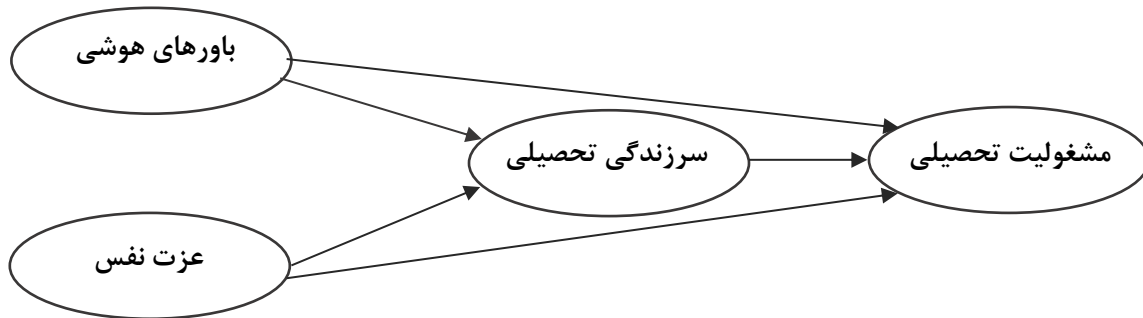 باورهای هوشی
سرزندگی تحصیلی
مشغولیت تحصیلی
عزت نفس